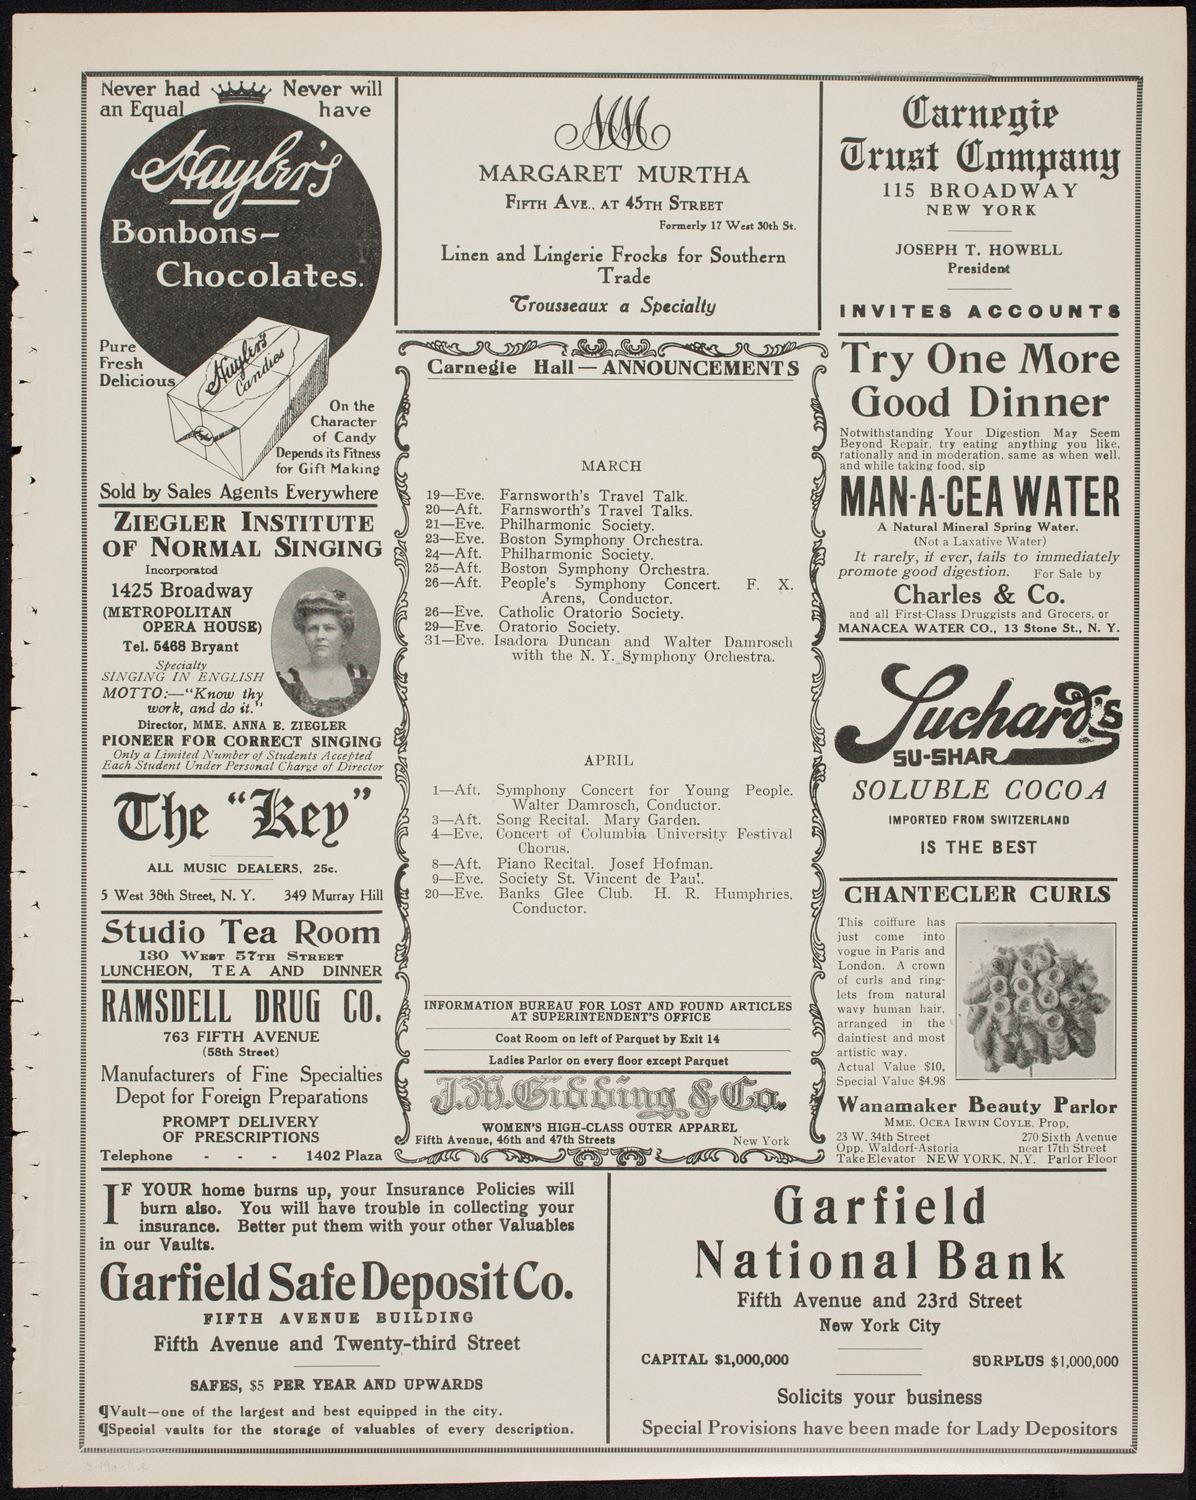 Never had Never will
an Equal have
Huyler's
Bonbons–
Chocolates.
Pure
Fresh
Delicious
Huyler's
Candies
On the
Character
of Candy
Depends its Fitness
for Gift Making
Sold by Sales Agents Everywhere
ZIEGLER INSTITUTE
OF NORMAL SINGING
Incorporated
1425 Broadway
(METROPOLITAN
OPERA HOUSE)
Tel. 5468 Bryant
Specialty
SINGING IN ENGLISH
MOTTO:—"Know thy
work, and do it."
Director, MME. ANNA E. ZIEGLER
PIONEER FOR CORRECT SINGING
Only a Limited Number of Students Accepted
Each Student Under Personal Charge of Director
The "Key"
ALL MUSIC DEALERS, 25c.
5 West 38th Street, N. Y. 349 Murray Hill
Studio Tea Room
130 WEST 57TH STREET
LUNCHEON, TEA AND DINNER
RAMSDELL DRUG CO.
763 FIFTH AVENUE
(58th Street)
Manufacturers of Fine Specialties
Depot for Foreign Preparations
PROMPT DELIVERY
OF PRESCRIPTIONS
Telephone - - - 1402 Plaza
MM
MARGARET MURTHA
FIFTH AVE., AT 45TH STREET
Formerly 17 West 30th St.
Linen and Lingerie Frocks for Southern
Trade
Trousseaux a Specialty
Carnegie Hall—ANNOUNCEMENTS
MARCH
19—Eve. Farnsworth's Travel Talk.
20—Aft. Farnsworth's Travel Talks.
21—Eve. Philharmonic Society.
23—Eve. Boston Symphony Orchestra.
24—Aft. Philharmonic Society.
25—Aft. Boston Symphony Orchestra.
26—Aft. People's Symphony Concert. F. X.
Arens, Conductor.
26—Eve. Catholic Oratorio Society.
29—Eve. Oratorio Society.
31—Eve. Isadora Duncan and Walter Damrosch
with the N. Y. Symphony Orchestra.
APRIL
1—Aft. Symphony Concert for Young People.
Walter Damrosch, Conductor.
3—Aft. Song Recital. Mary Garden.
4—Eve. Concert of Columbia University Festival
Chorus.
8—Aft. Piano Recital. Josef Hofman.
9—Eve. Society St. Vincent de Paul.
20—Eve. Banks Glee Club. H. R. Humphries,
Conductor.
INFORMATION BUREAU FOR LOST AND FOUND ARTICLES
AT SUPERINTENDENT'S OFFICE
Coat Room on left of Parquet by Exit 14
Ladies Parlor on every floor except Parquet
J.M. Gidding & Co.
WOMEN'S HIGH-CLASS OUTER APPAREL
Fifth Avenue, 46th and 47th Streets New York
Carnegie
Trust Company
115 BROADWAY
NEW YORK
JOSEPH T. HOWELL
President
INVITES ACCOUNTS
Try One More
Good Dinner
Notwithstanding Your Digestion May Seem
Beyond Repair, try eating anything you like,
rationally and in moderation, same as when well,
and while taking food, sip
MAN-A-CEA WATER
A Natural Mineral Spring Water.
(Not a Laxative Water)
It rarely, if ever, fails to immediately
promote good digestion. For Sale by
Charles & Co.
and all First-Class Druggists and Grocers, or
MANACEA WATER CO., 13 Stone St., N. Y.
Suchard's
SU-SHAR
SOLUBLE COCOA
IMPORTED FROM SWITZERLAND
IS THE BEST
CHANTECLER CURLS
This coiffure has
just come into
vogue in Paris and
London. A crown
of curls and ring-
lets from natural
wavy human hair,
arranged in the
daintiest and most
artistic way.
Actual Value $10,
Special Value $4.98
Wanamaker Beauty Parlor
MME. OCEA IRWIN COYLE, Prop,
23 W. 34th Street 270 Sixth Avenue
Opp. Waldorf-Astoria near 17th Street
Take Elevator NEW YORK, N.Y. Parlor Floor
IF YOUR home burns up, your Insurance Policies will
burn also. You will have trouble in collecting your
insurance. Better put them with your other Valuables
in our Vaults.
Garfield Safe Deposit Co.
FIFTH AVENUE BUILDING
Fifth Avenue and Twenty-third Street
SAFES, $5 PER YEAR AND UPWARDS
¶Vault—one of the largest and best equipped in the city.
¶Special vaults for the storage of valuables of every description.
Garfield
National Bank
Fifth Avenue and 23rd Street
New York City
CAPITAL $1,000,000 SURPLUS $1,000,000
Solicits your business
Special Provisions have been made for Lady Depositors